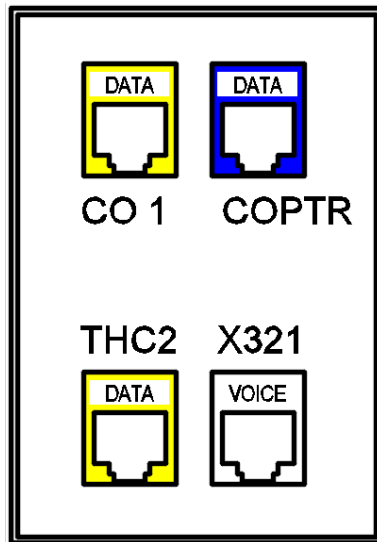 DATA DATA
CO 1 COPTR
THC2 X321
DATA VOICE